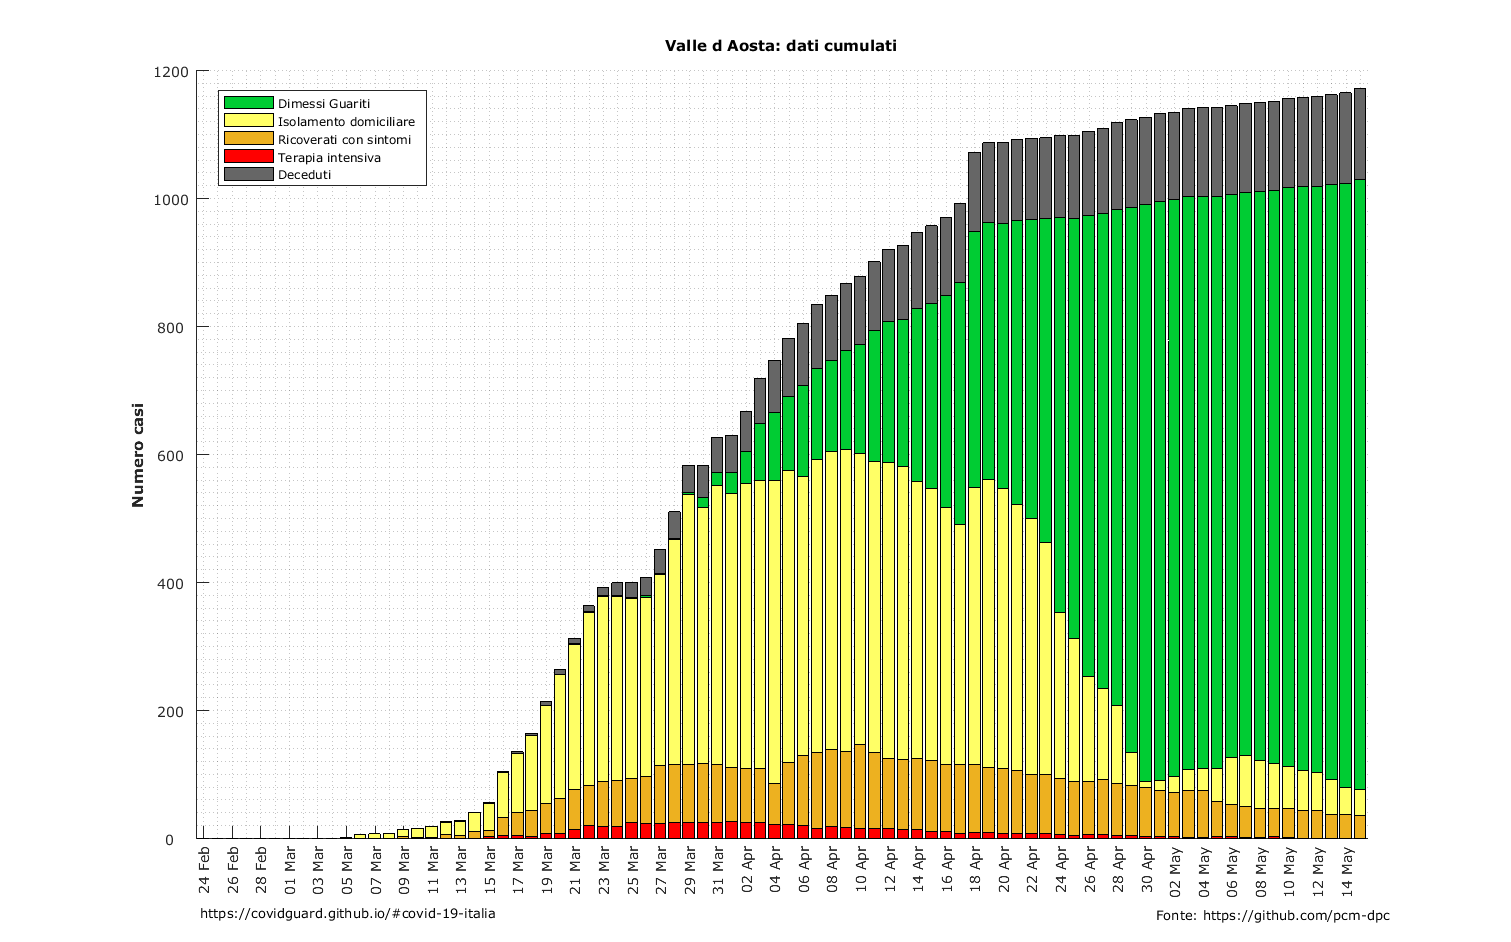 Valle d Aosta: dati cumulati
1200
1000
800
600
400
200
0
Numero casi
Dimessi Guariti
Isolamento domiciliare
Ricoverati con sintomi
Terapia intensiva
Deceduti
24 Feb
26 Feb
28 Feb
01 Mar
03 Mar
05 Mar
07 Mar
09 Mar
11 Mar
13 Mar
15 Mar
17 Mar
19 Mar
21 Mar
23 Mar
25 Mar
27 Mar
29 Mar
31 Mar
02 Apr
04 Apr
06 Apr
08 Apr
10 Apr
12 Apr
14 Apr
16 Apr
18 Apr
20 Apr
22 Apr
24 Apr
26 Apr
28 Apr
30 Apr
02 May
04 May
06 May
08 May
10 May
12 May
14 May
https://covidguard.github.io/#covid-19-italia
Fonte: https://github.com/pcm-dpc